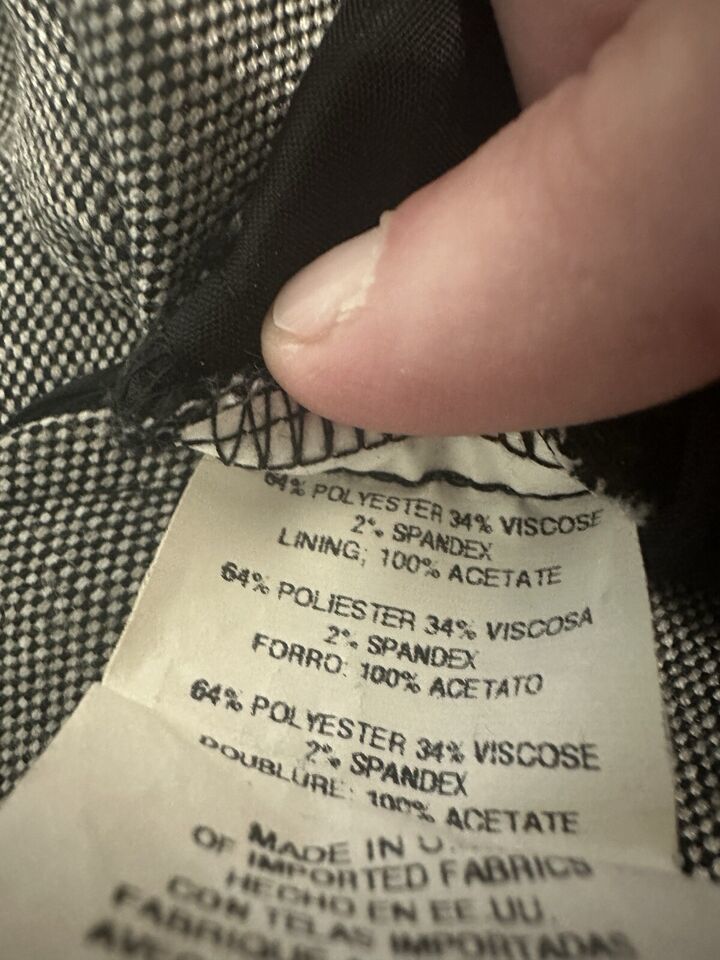 64% POLYESTER 34% VISCOSE
2% SPANDEX
LINING; 100% ACETATE
64% POLIESTER 34% VISCOSA
2% SPANDEX
FORRO: 100% ACETATO
64% POLYESTER 34% VISCOSE
2% SPANDEX
DOUBLURE: 100% ACETATE
MADE IN U.
OF IMPORTED FABRICS
HECHO EN EE.UU.
CON TELAS IMPORTADAS
FABRIQUE